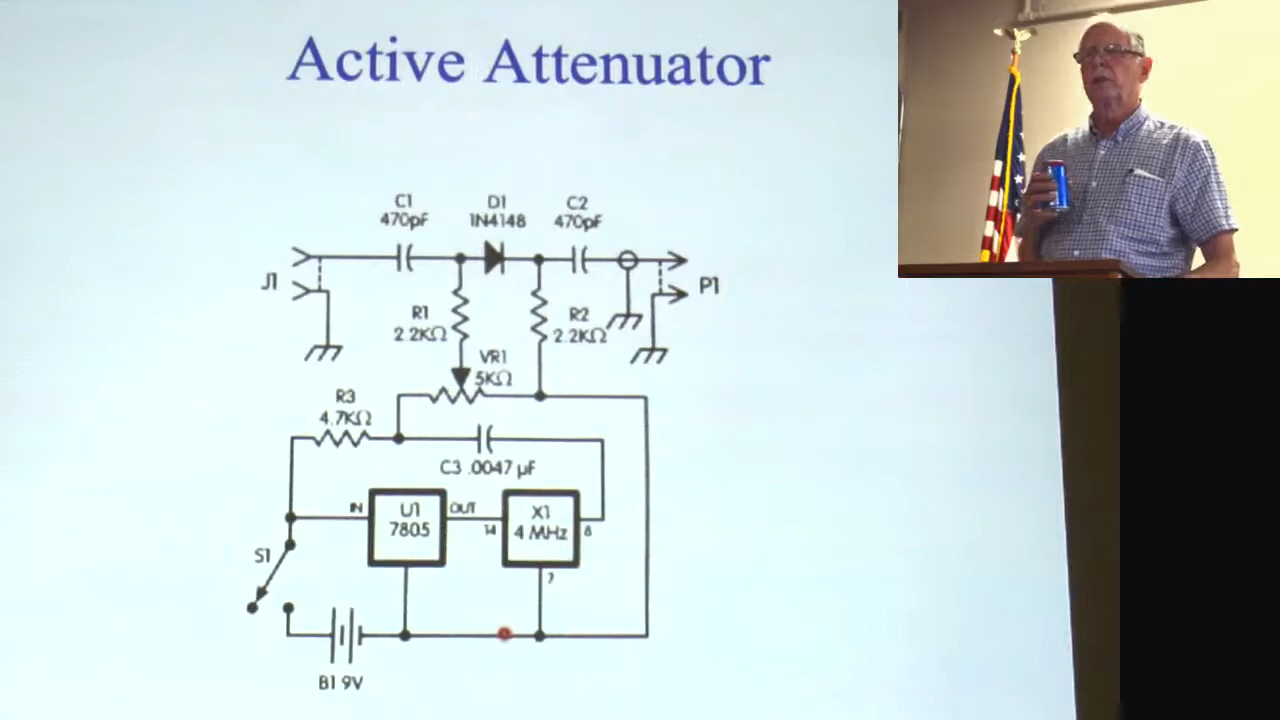 Active Attenuator
C1
470pF
D1
1N4148
C2
470pF
J1
P1
R1
2.2KΩ
R2
2.2KΩ
VR1
5KΩ
R3
4.7KΩ
C3 .0047 µF
IN
U1
7805
OUT
14
X1
4 MHz
8
7
S1
B1 9V